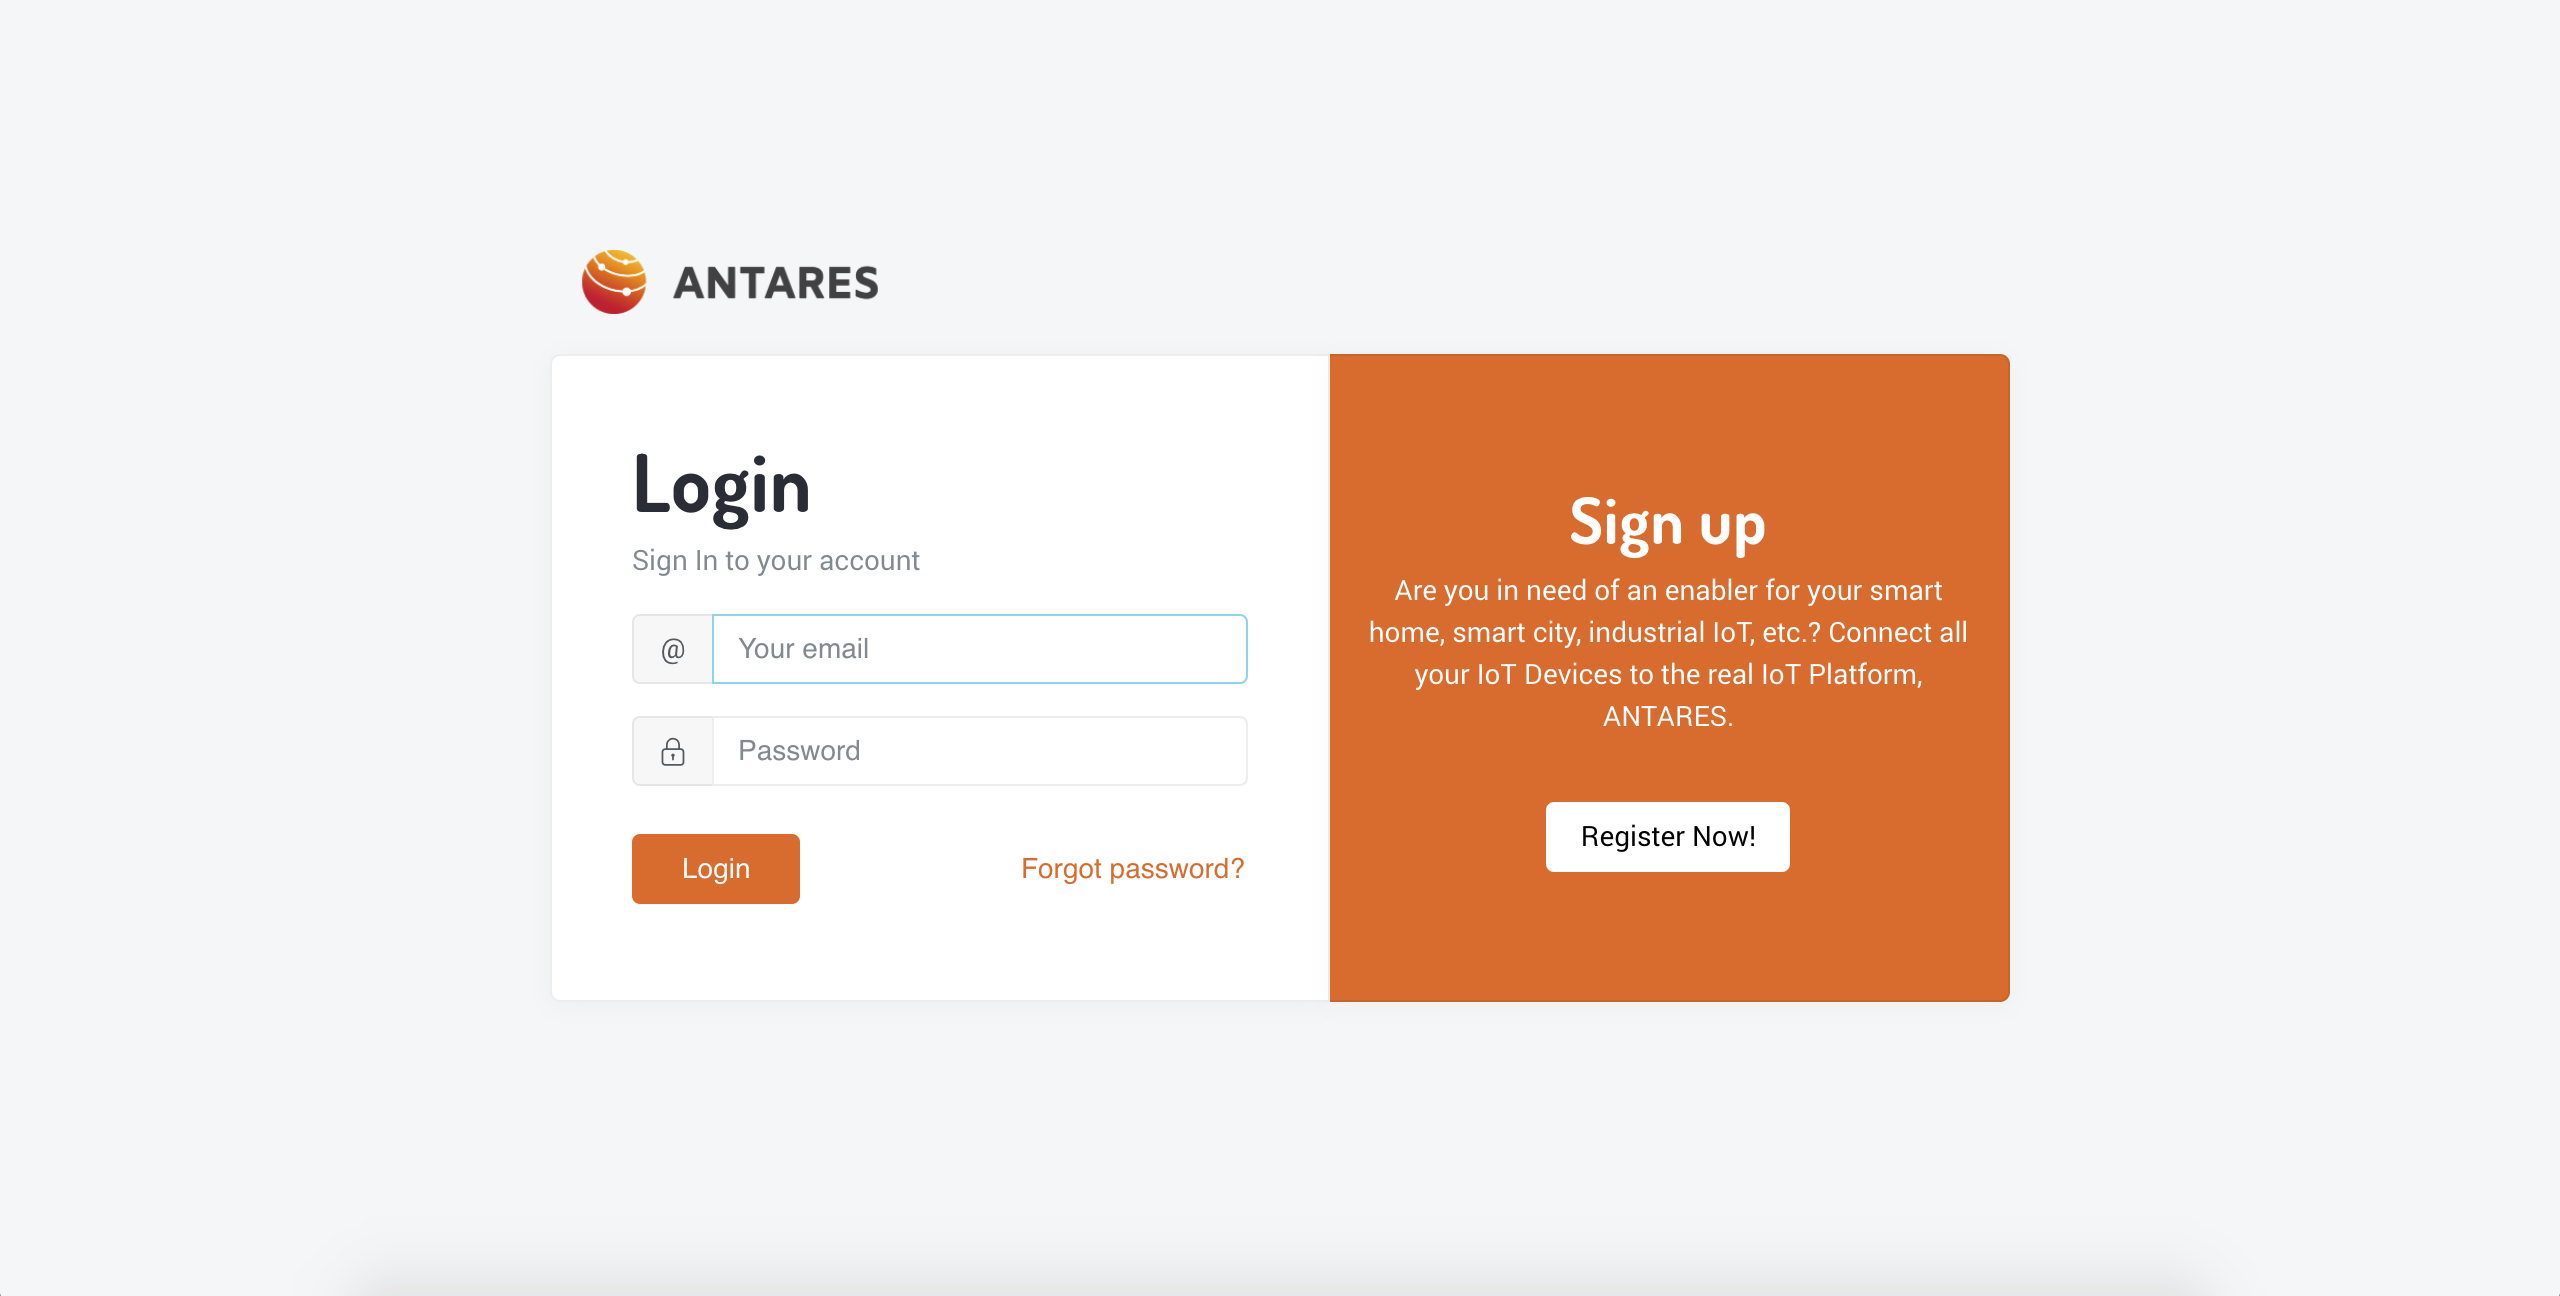 ANTARES
Login
Sign In to your account
@
Your email
Password
Login
Forgot password?
Sign up
Are you in need of an enabler for your smart
home, smart city, industrial IoT, etc.? Connect all
your IoT Devices to the real IoT Platform,
ANTARES.
Register Now!